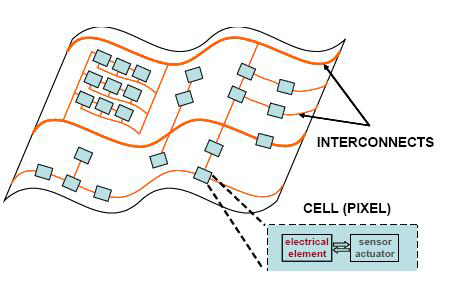 INTERCONNECTS
CELL (PIXEL)
electrical sensor
element actuator